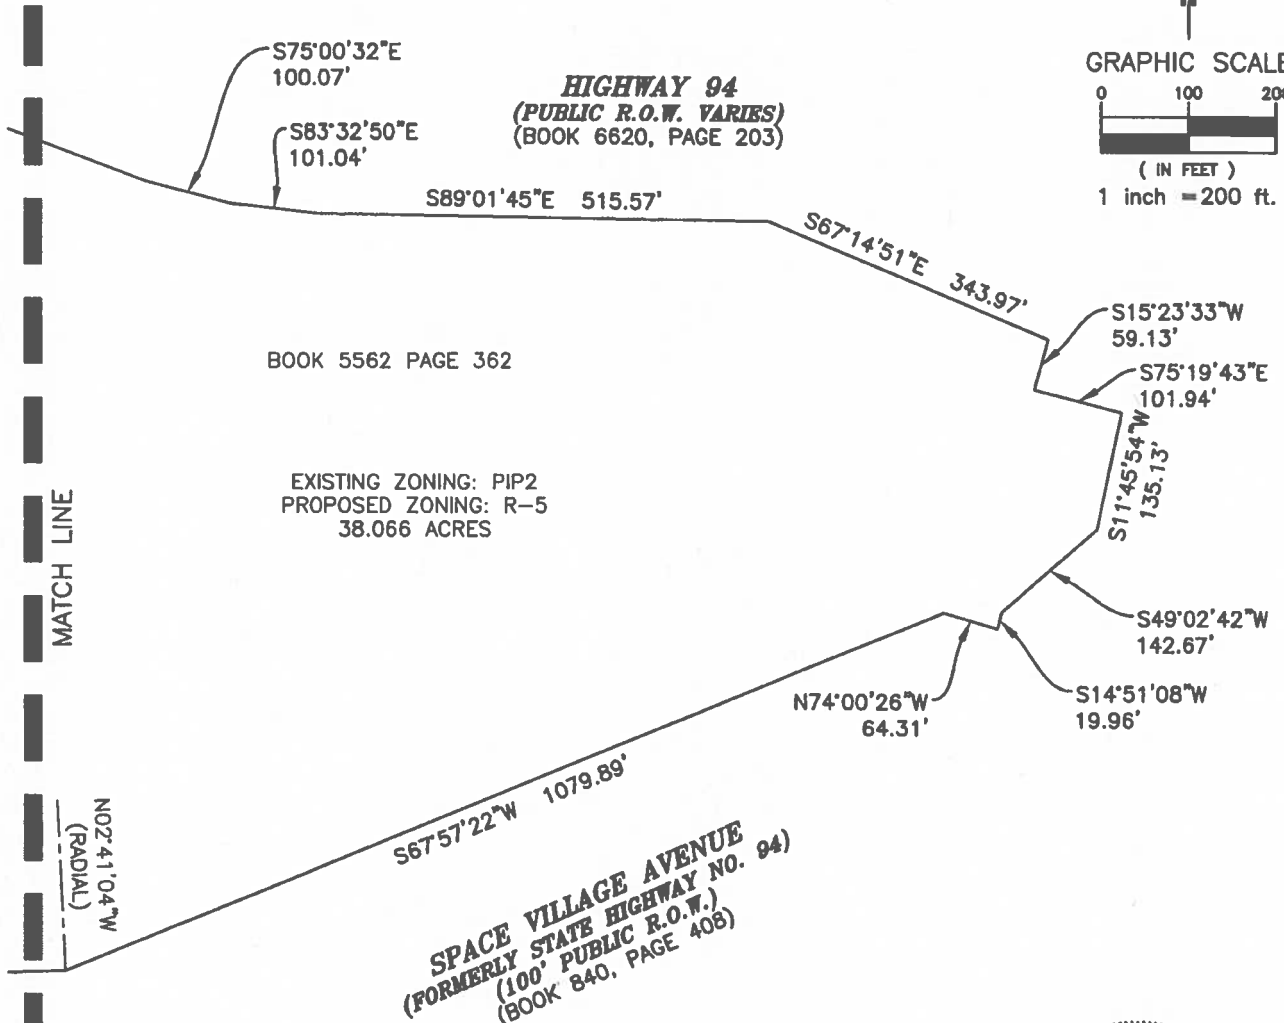 S75°00'32"E
100.07'
HIGHWAY 94
(PUBLIC R.O.W. VARIES)
(BOOK 6620, PAGE 203)
GRAPHIC SCALE
0 100 200
( IN FEET )
1 inch = 200 ft.
S83°32'50"E
101.04'
S89°01'45"E 515.57'
S67°14'51"E 343.97'
S15°23'33"W
59.13'
S75°19'43"E
101.94'
BOOK 5562 PAGE 362
S11°45'54"W
135.13'
EXISTING ZONING: PIP2
PROPOSED ZONING: R-5
38.066 ACRES
MATCH LINE
S49°02'42"W
142.67'
S14°51'08"W
19.96'
N74°00'26"W
64.31'
S67°57'22"W 1079.89'
N02°41'04"W
(RADIAL)
SPACE VILLAGE AVENUE
(FORMERLY STATE HIGHWAY NO. 94)
(100' PUBLIC R.O.W.)
(BOOK 840, PAGE 408)